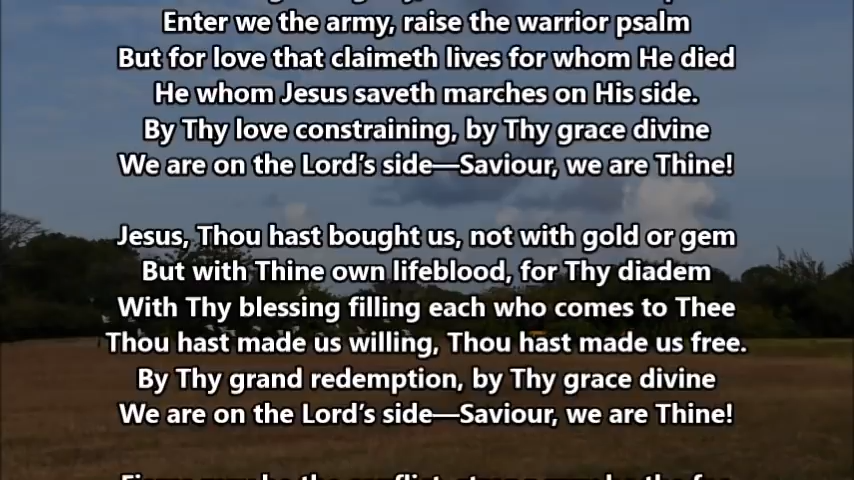 Enter we the army, raise the warrior psalm
But for love that claimeth lives for whom He died
He whom Jesus saveth marches on His side.
By Thy love constraining, by Thy grace divine
We are on the Lord's side—Saviour, we are Thine!
Jesus, Thou hast bought us, not with gold or gem
But with Thine own lifeblood, for Thy diadem
With Thy blessing filling each who comes to Thee
Thou hast made us willing, Thou hast made us free.
By Thy grand redemption, by Thy grace divine
We are on the Lord's side—Saviour, we are Thine!